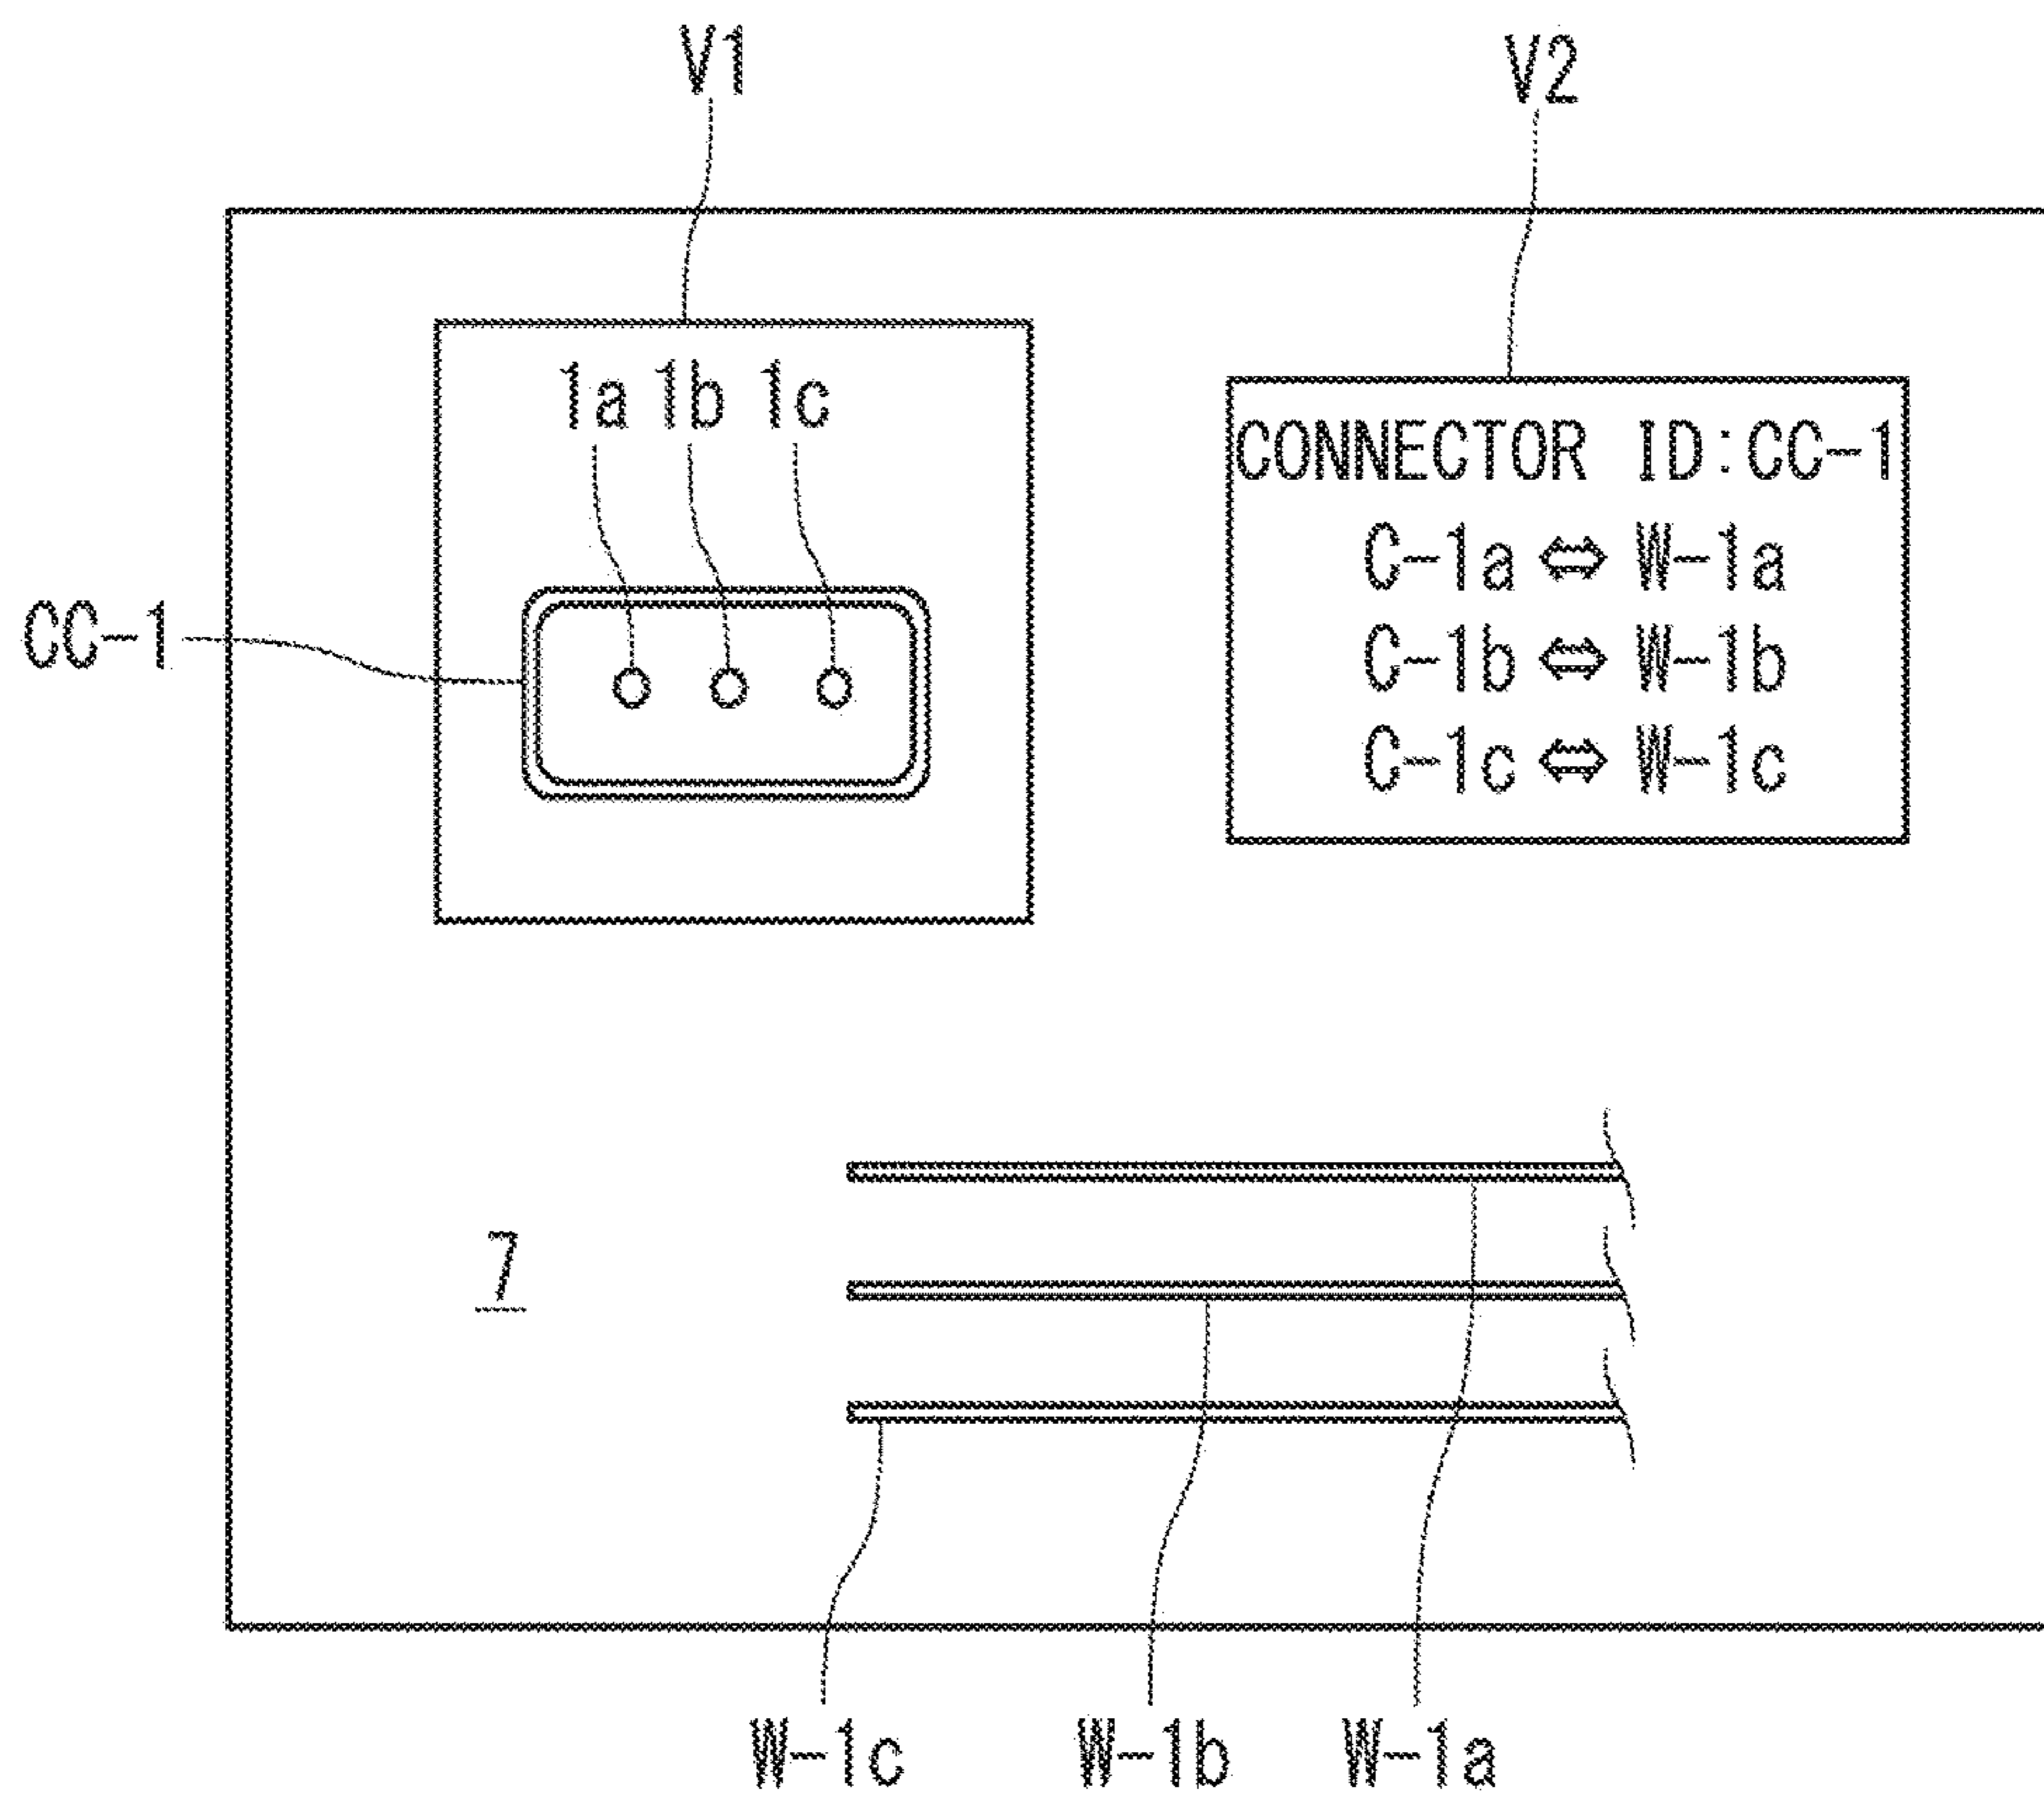 V1
V2
1a 1b 1c
CONNECTOR ID:CC-1
C-1a ⇔ W-1a
CC-1
C-1b ⇔ W-1b
C-1c ⇔ W-1c
7
W-1c
W-1b
W-1a